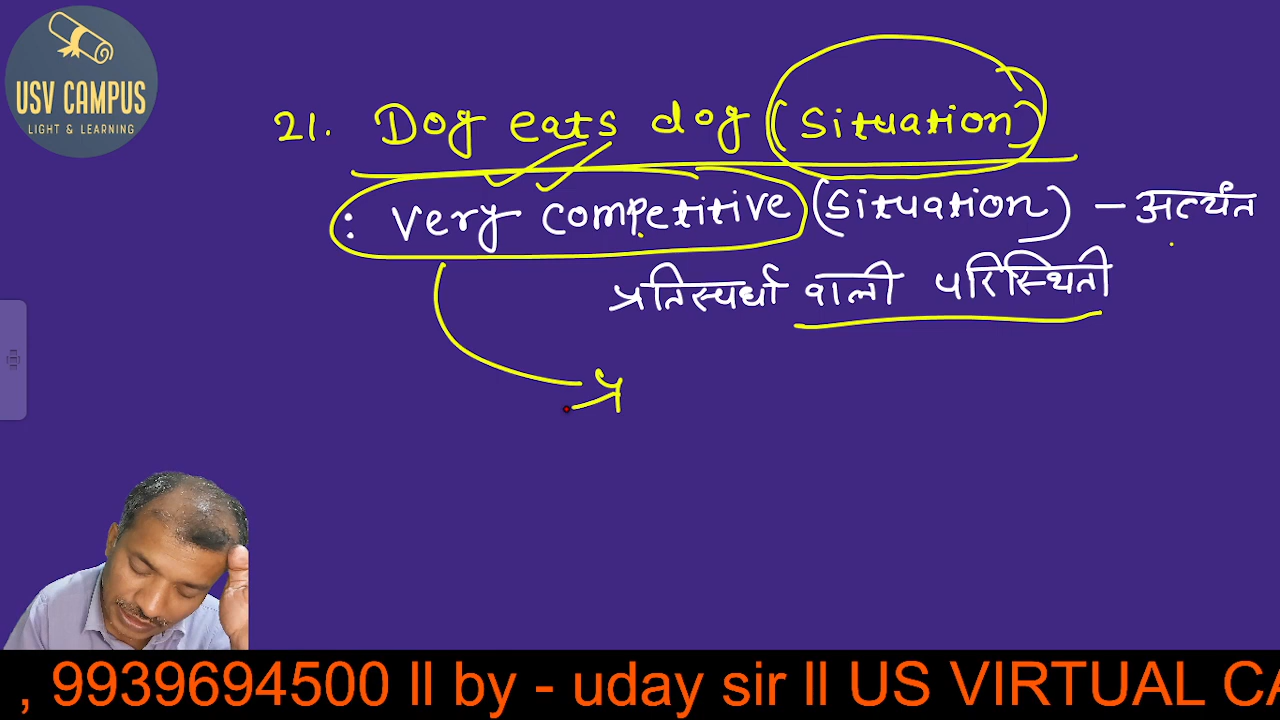 USV CAMPUS
LIGHT & LEARNING
21. Dog eats dog (Situation)
: Very competitive (Situation) - अत्यंत
प्रतिस्पर्धा वाली परिस्थिती
प्र
, 9939694500 ll by - uday sir ll US VIRTUAL CA